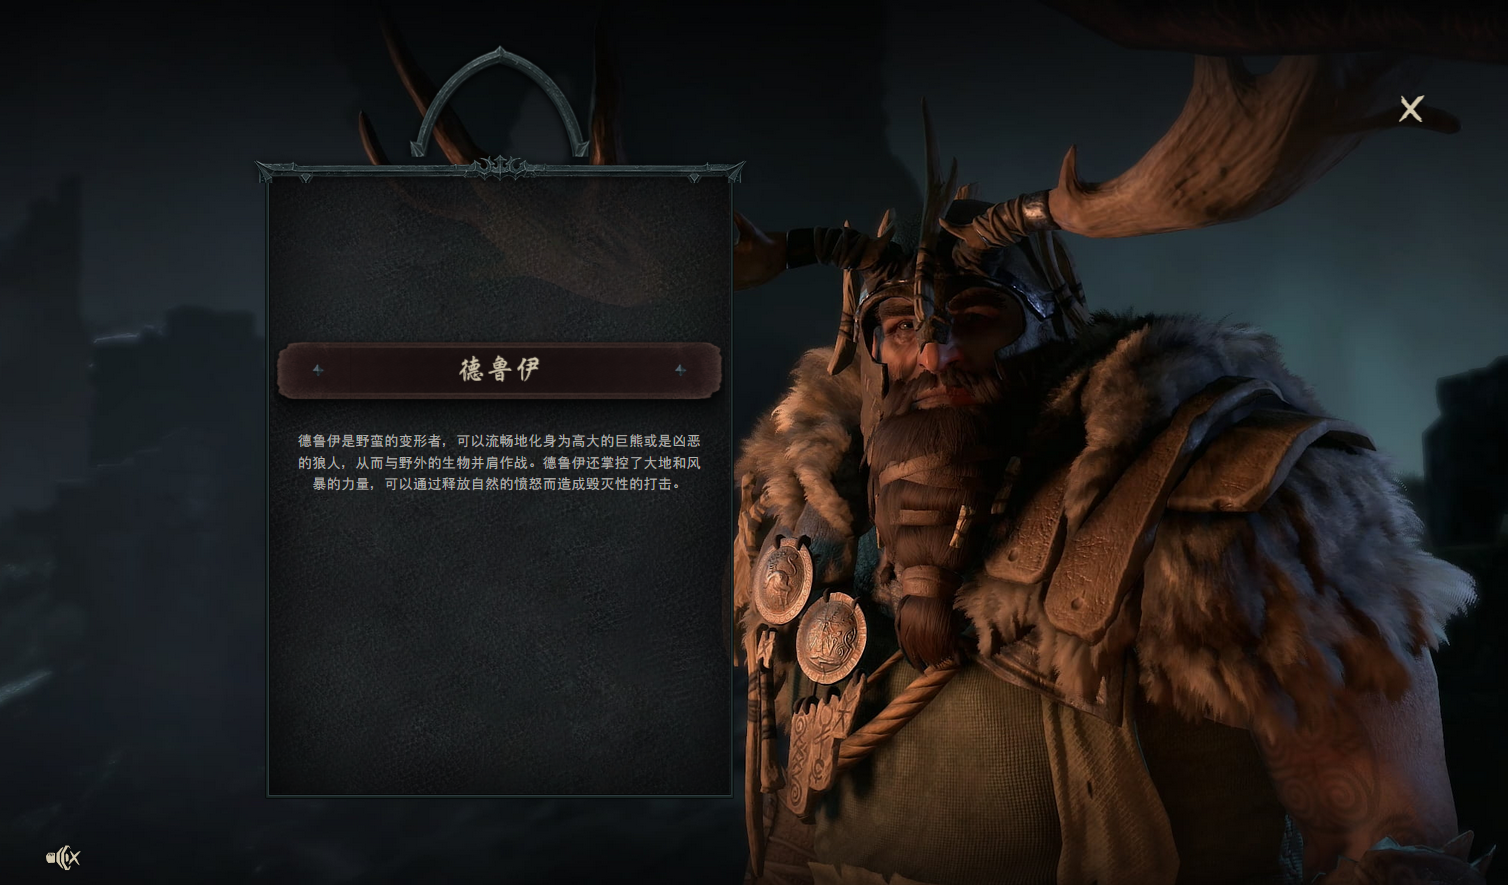 德鲁伊
德鲁伊是野蛮的变形者，可以流畅地化身为高大的巨熊或是凶恶
的狼人，从而与野外的生物并肩作战。德鲁伊还掌控了大地和风
暴的力量，可以通过释放自然的愤怒而造成毁灭性的打击。